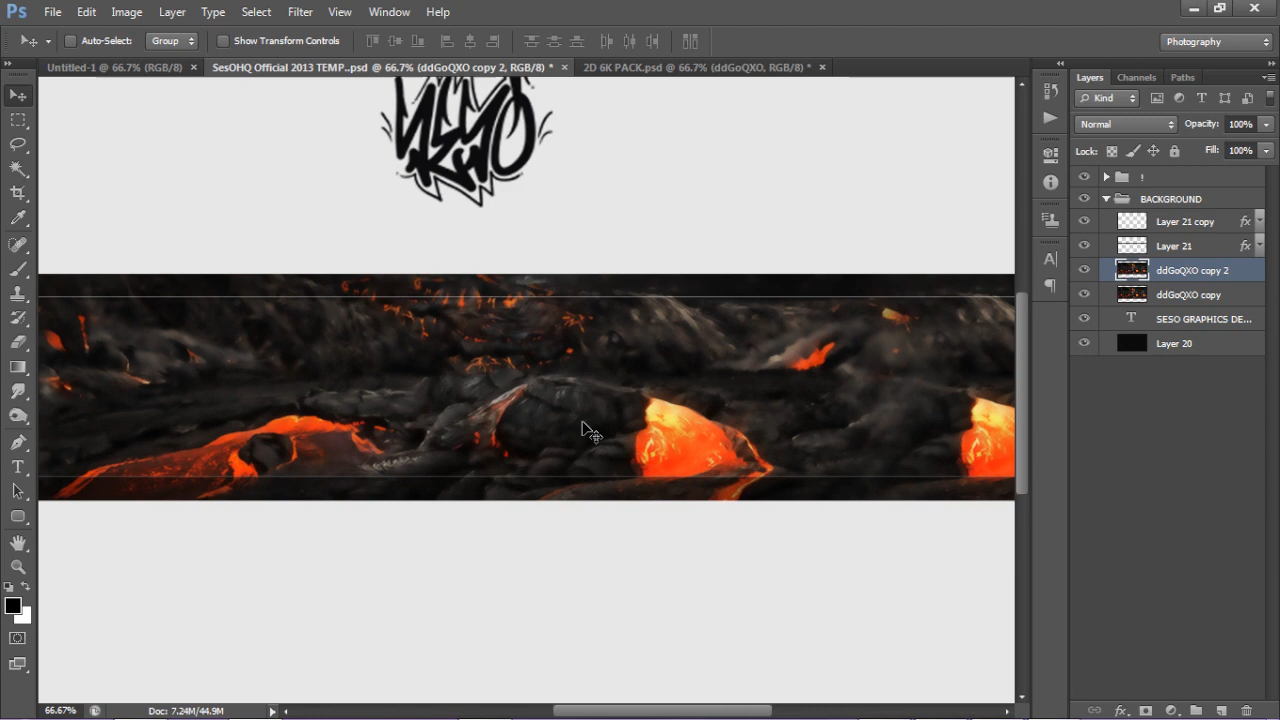 Ps File Edit Image Layer Type Select Filter View Window Help
Auto-Select: Group Show Transform Controls Photography
Untitled-1 @ 66.7% (RGB/8) × SesOHQ Official 2013 TEMP..psd @ 66.7% (ddGoQXO copy 2, RGB/8) * × 2D 6K PACK.psd @ 66.7% (ddGoQXO, RGB/8) * ×
Layers Channels Paths
Kind
Normal Opacity: 100%
Lock: Fill: 100%
!
BACKGROUND
Layer 21 copy fx
Layer 21 fx
ddGoQXO copy 2
ddGoQXO copy
T SESO GRAPHICS DE...
Layer 20
66.67% Doc: 7.24M/44.9M